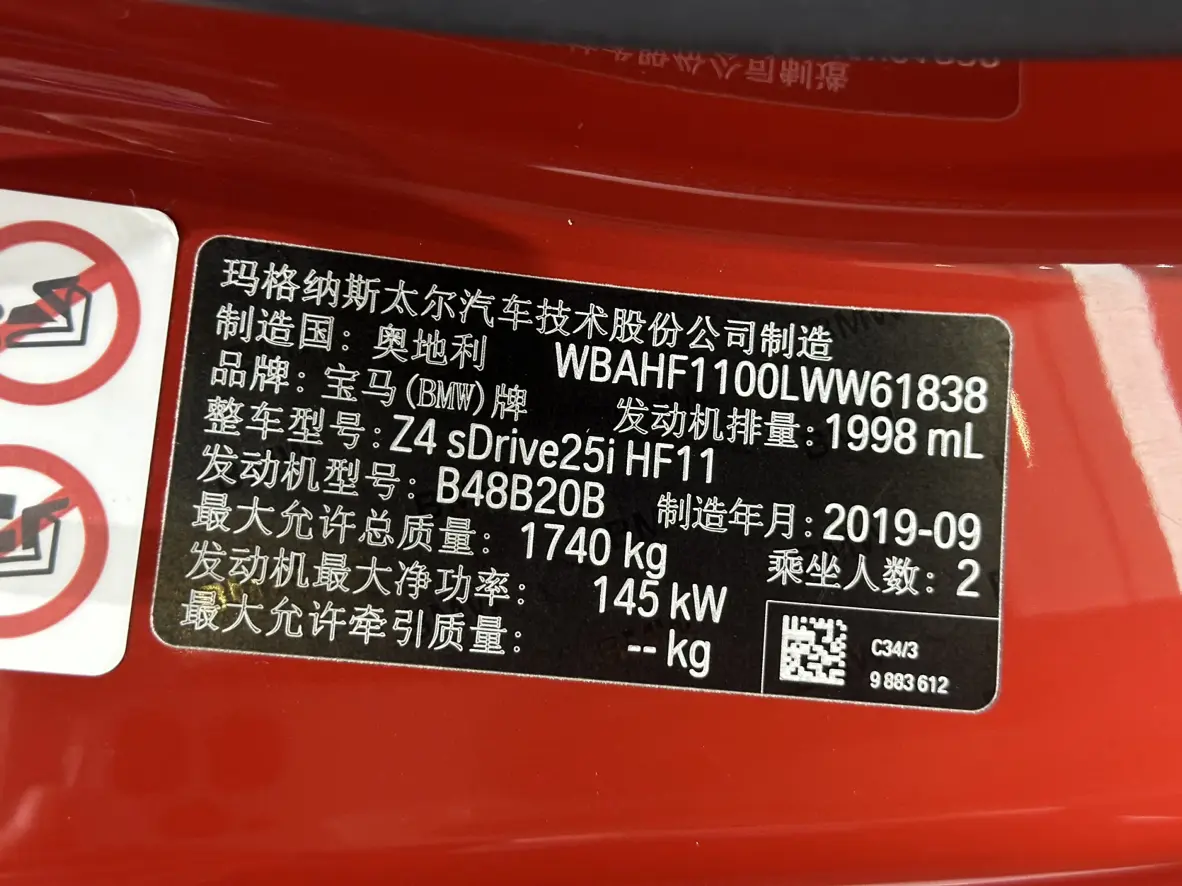 玛格纳斯太尔汽车技术股份公司制造
制造国：奥地利 WBAHF1100LWW61838
品牌：宝马(BMW)牌 发动机排量：1998 mL
整车型号：Z4 sDrive25i HF11
发动机型号：B48B20B 制造年月：2019-09
最大允许总质量：1740 kg 乘坐人数：2
发动机最大净功率：145 kW
最大允许牵引质量：-- kg
C34/3
9 883 612